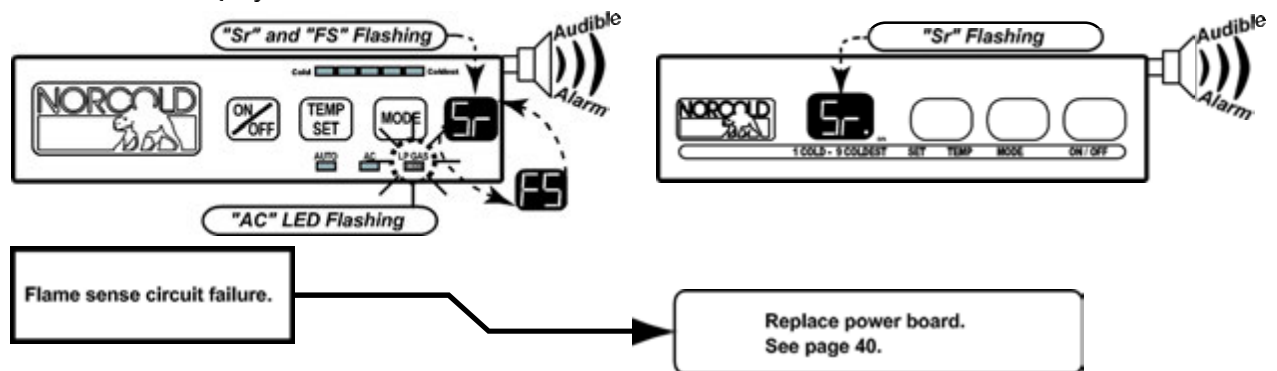 "Sr" and "FS" Flashing
Audible
Alarm
Cold
Coldest
NORCOLD
ON/OFF
TEMP SET
MODE
Sr
AUTO
AC
LP GAS
FS
"AC" LED Flashing
"Sr" Flashing
Audible
Alarm
NORCOLD
Sr.
1 COLD - 9 COLDEST SET TEMP MODE ON / OFF
Flame sense circuit failure.
Replace power board.
See page 40.